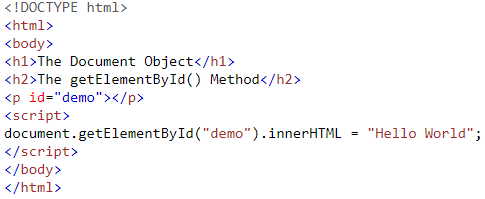 <!DOCTYPE html>
<html>
<body>
<h1>The Document Object</h1>
<h2>The getElementById() Method</h2>
<p id="demo"></p>
<script>
document.getElementById("demo").innerHTML = "Hello World";
</script>
</body>
</html>